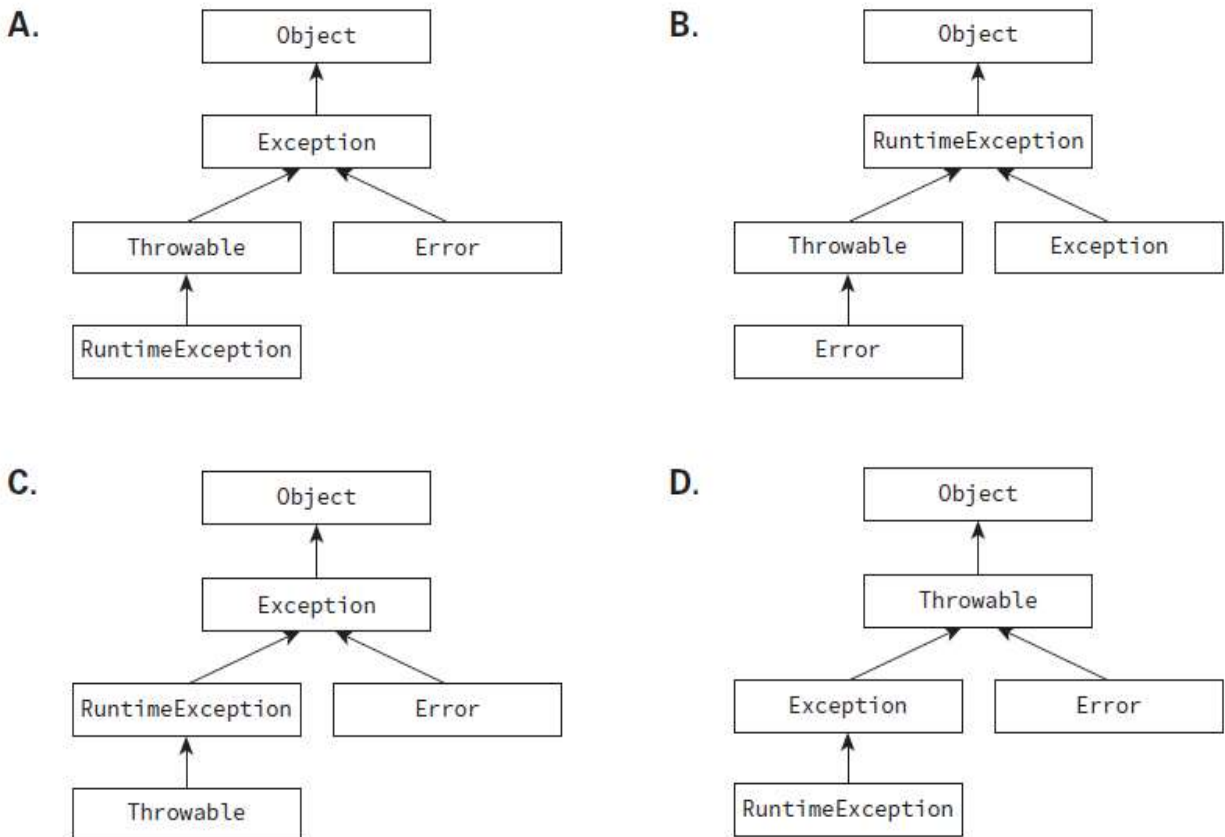 A.
Object
Exception
Throwable
Error
RuntimeException
B.
Object
RuntimeException
Throwable
Exception
Error
C.
Object
Exception
RuntimeException
Error
Throwable
D.
Object
Throwable
Exception
Error
RuntimeException